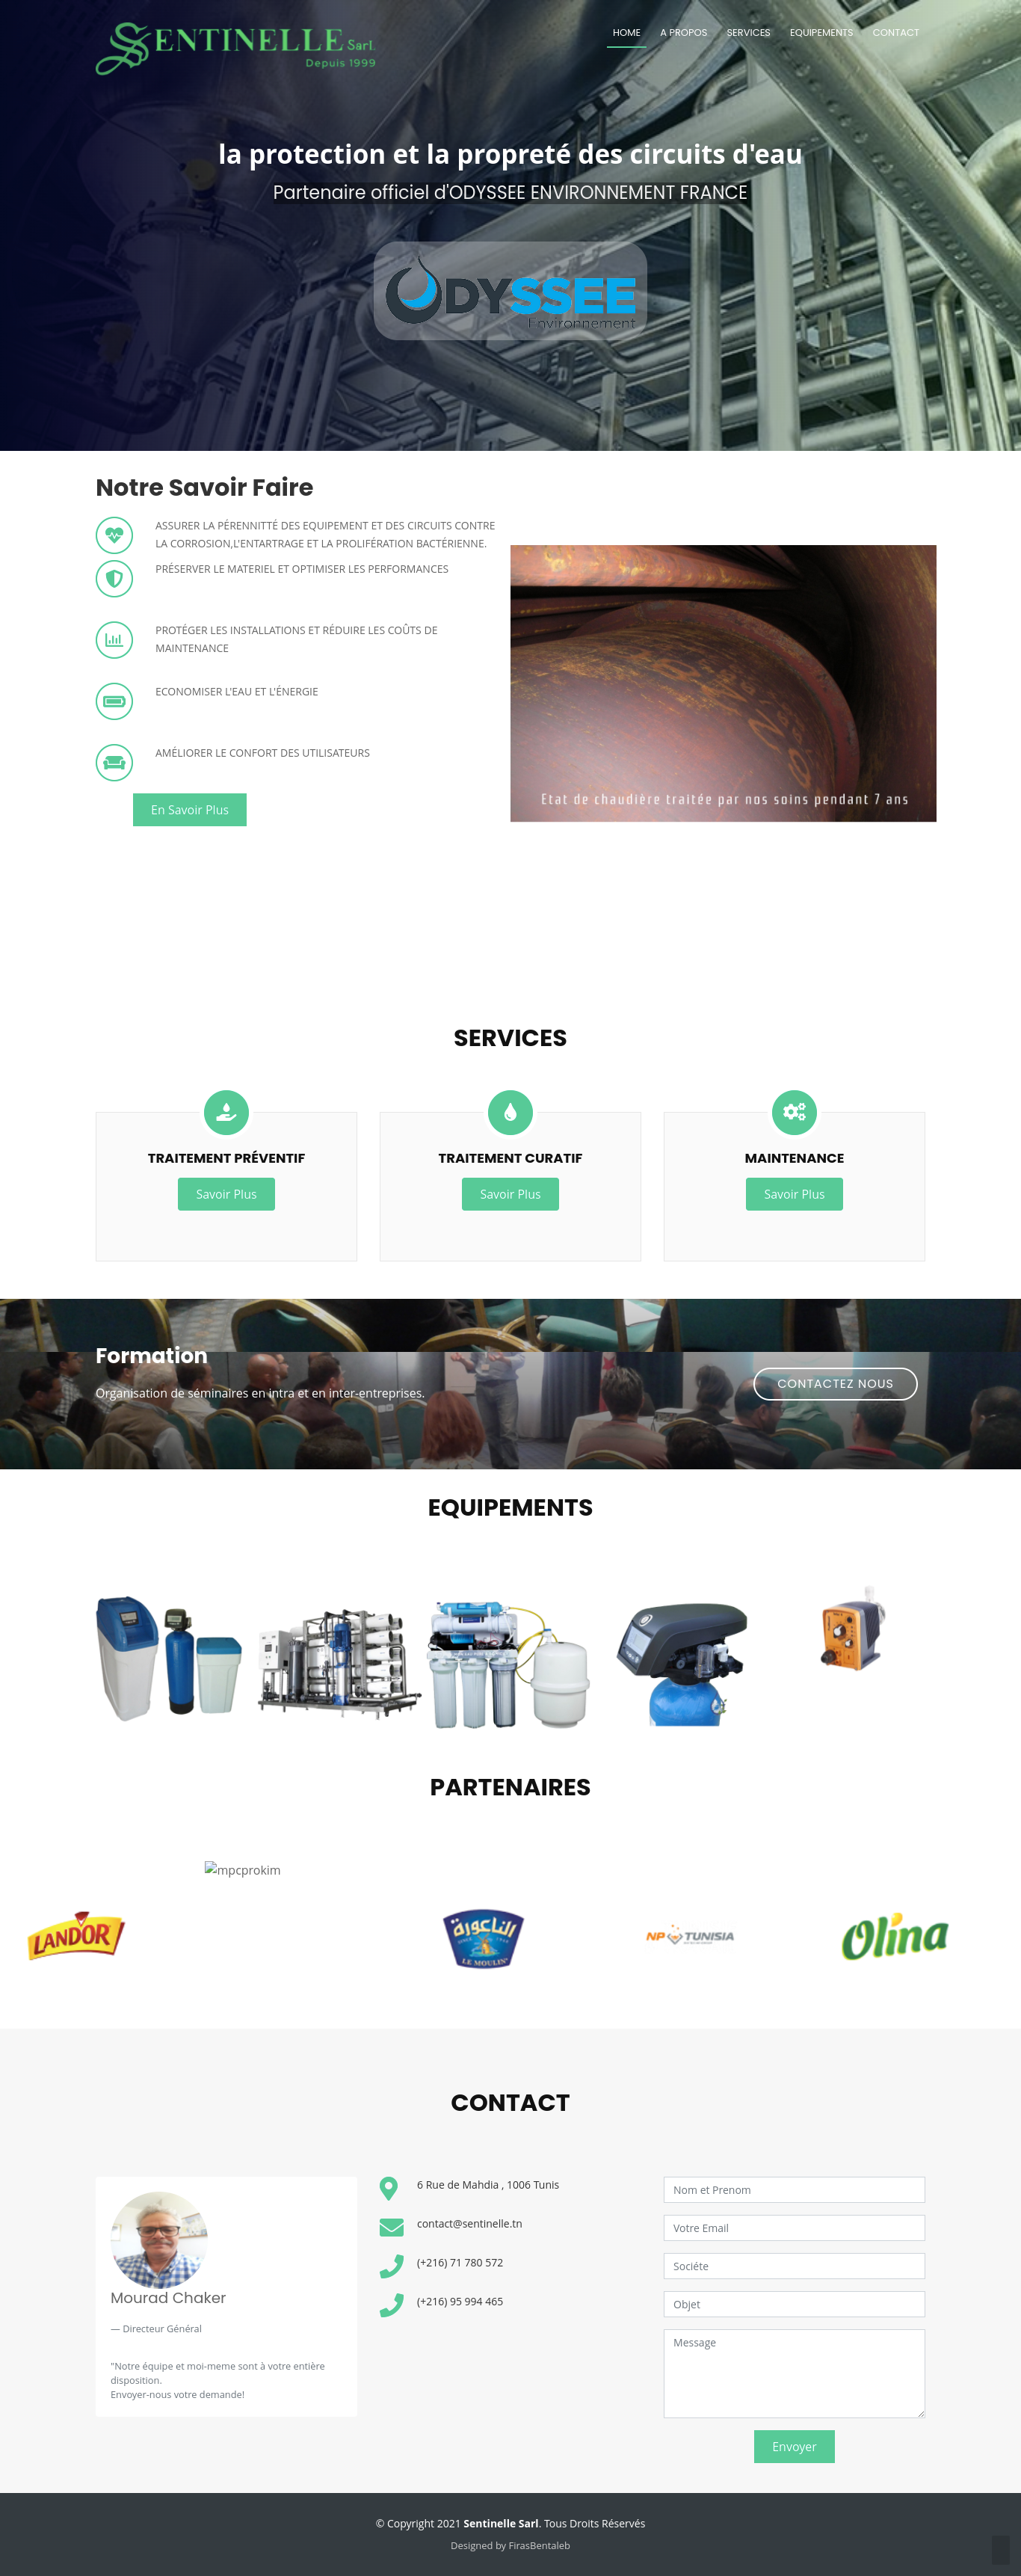 SENTINELLE Sarl.
Depuis 1999
HOME
A PROPOS
SERVICES
EQUIPEMENTS
CONTACT
la protection et la propreté des circuits d'eau
Partenaire officiel d'ODYSSEE ENVIRONNEMENT FRANCE
ODYSSEE
Environnement
Notre Savoir Faire
ASSURER LA PÉRENNITTÉ DES EQUIPEMENT ET DES CIRCUITS CONTRE
LA CORROSION,L'ENTARTRAGE ET LA PROLIFÉRATION BACTÉRIENNE.
PRÉSERVER LE MATERIEL ET OPTIMISER LES PERFORMANCES
PROTÉGER LES INSTALLATIONS ET RÉDUIRE LES COÛTS DE
MAINTENANCE
ECONOMISER L'EAU ET L'ÉNERGIE
AMÉLIORER LE CONFORT DES UTILISATEURS
En Savoir Plus
Etat de chaudière traitée par nos soins pendant 7 ans
SERVICES
TRAITEMENT PRÉVENTIF
Savoir Plus
TRAITEMENT CURATIF
Savoir Plus
MAINTENANCE
Savoir Plus
Formation
Organisation de séminaires en intra et en inter-entreprises.
CONTACTEZ NOUS
EQUIPEMENTS
PARTENAIRES
mpcprokim
LANDOR
الناعورة
LE MOULIN
NP TUNISIA
Olina
CONTACT
Mourad Chaker
— Directeur Général
"Notre équipe et moi-meme sont à votre entière
disposition.
Envoyer-nous votre demande!
6 Rue de Mahdia , 1006 Tunis
contact@sentinelle.tn
(+216) 71 780 572
(+216) 95 994 465
Nom et Prenom
Votre Email
Sociéte
Objet
Message
Envoyer
© Copyright 2021 Sentinelle Sarl. Tous Droits Réservés
Designed by FirasBentaleb